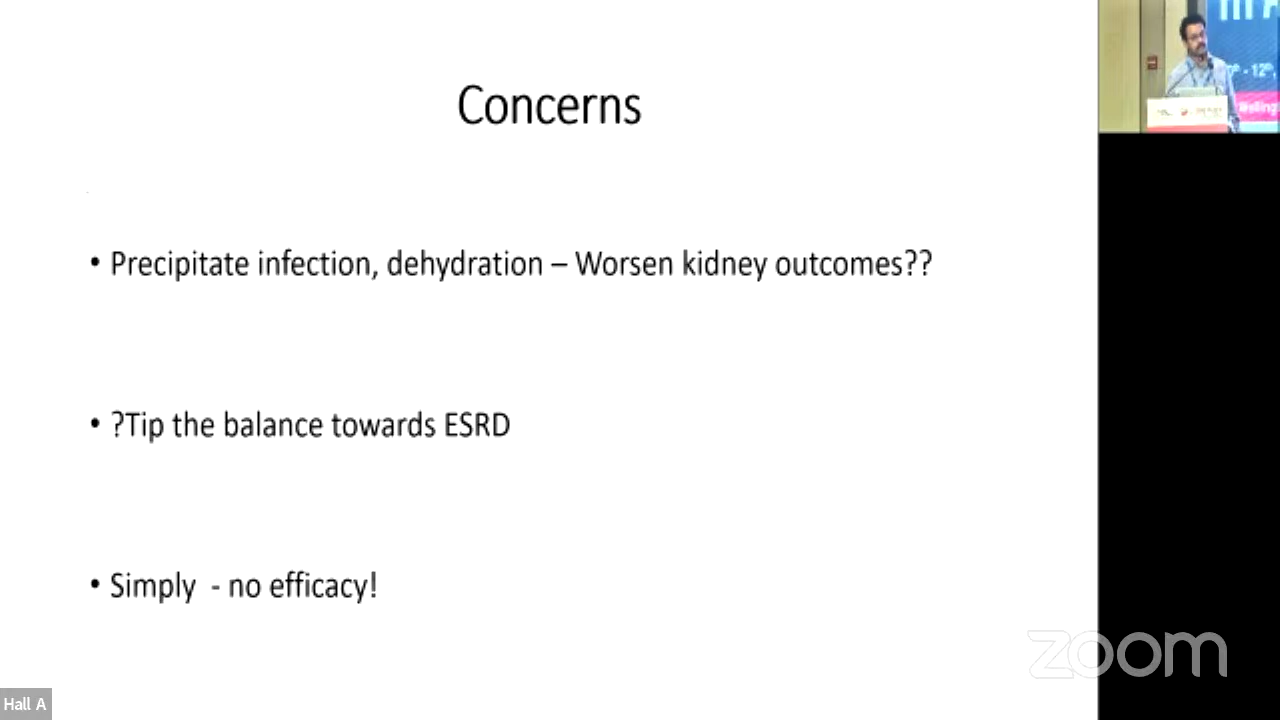 Concerns
• Precipitate infection, dehydration – Worsen kidney outcomes??
• ?Tip the balance towards ESRD
• Simply - no efficacy!
zoom
Hall A